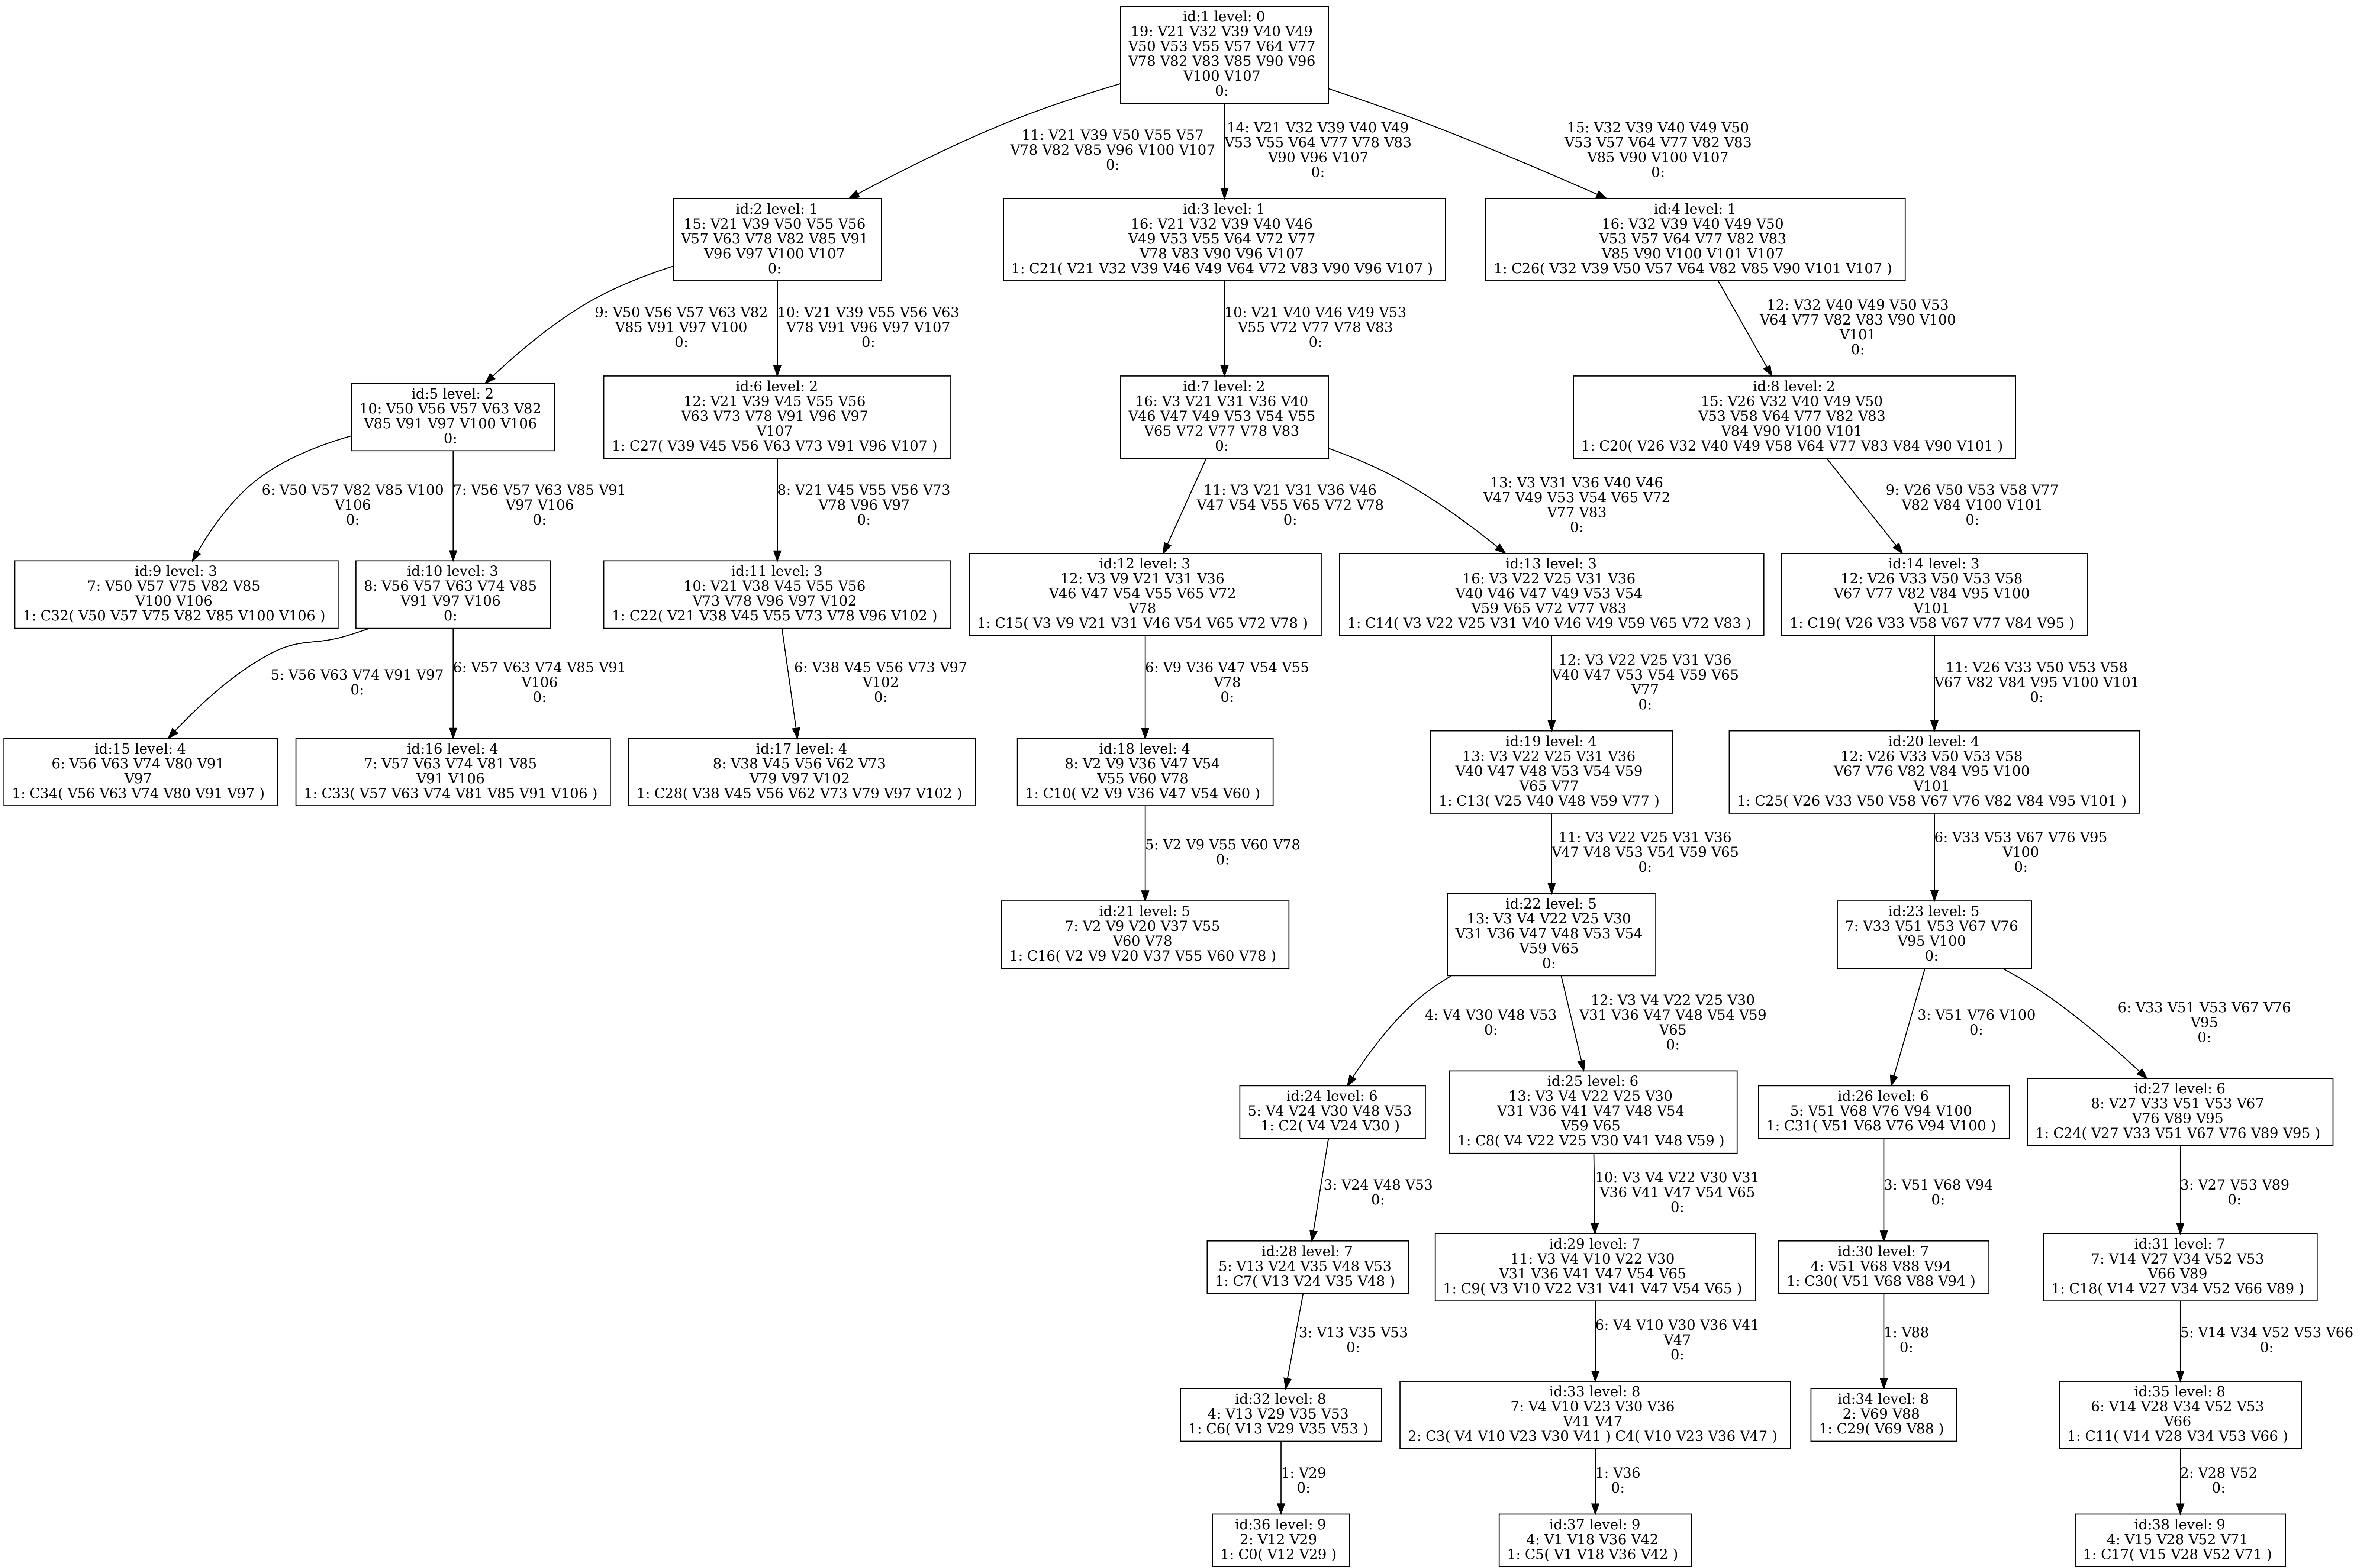 id:1 level: 0
19: V21 V32 V39 V40 V49
V50 V53 V55 V57 V64 V77
V78 V82 V83 V85 V90 V96
V100 V107
0:
11: V21 V39 V50 V55 V57
V78 V82 V85 V96 V100 V107
0:
14: V21 V32 V39 V40 V49
V53 V55 V64 V77 V78 V83
V90 V96 V107
0:
15: V32 V39 V40 V49 V50
V53 V57 V64 V77 V82 V83
V85 V90 V100 V107
0:
id:2 level: 1
15: V21 V39 V50 V55 V56
V57 V63 V78 V82 V85 V91
V96 V97 V100 V107
0:
id:3 level: 1
16: V21 V32 V39 V40 V46
V49 V53 V55 V64 V72 V77
V78 V83 V90 V96 V107
1: C21( V21 V32 V39 V46 V49 V64 V72 V83 V90 V96 V107 )
id:4 level: 1
16: V32 V39 V40 V49 V50
V53 V57 V64 V77 V82 V83
V85 V90 V100 V101 V107
1: C26( V32 V39 V50 V57 V64 V82 V85 V90 V101 V107 )
9: V50 V56 V57 V63 V82
V85 V91 V97 V100
0:
10: V21 V39 V55 V56 V63
V78 V91 V96 V97 V107
0:
10: V21 V40 V46 V49 V53
V55 V72 V77 V78 V83
0:
12: V32 V40 V49 V50 V53
V64 V77 V82 V83 V90 V100
V101
0:
id:5 level: 2
10: V50 V56 V57 V63 V82
V85 V91 V97 V100 V106
0:
id:6 level: 2
12: V21 V39 V45 V55 V56
V63 V73 V78 V91 V96 V97
V107
1: C27( V39 V45 V56 V63 V73 V91 V96 V107 )
id:7 level: 2
16: V3 V21 V31 V36 V40
V46 V47 V49 V53 V54 V55
V65 V72 V77 V78 V83
0:
id:8 level: 2
15: V26 V32 V40 V49 V50
V53 V58 V64 V77 V82 V83
V84 V90 V100 V101
1: C20( V26 V32 V40 V49 V58 V64 V77 V83 V84 V90 V101 )
6: V50 V57 V82 V85 V100
V106
0:
7: V56 V57 V63 V85 V91
V97 V106
0:
8: V21 V45 V55 V56 V73
V78 V96 V97
0:
11: V3 V21 V31 V36 V46
V47 V54 V55 V65 V72 V78
0:
13: V3 V31 V36 V40 V46
V47 V49 V53 V54 V65 V72
V77 V83
0:
9: V26 V50 V53 V58 V77
V82 V84 V100 V101
0:
id:9 level: 3
7: V50 V57 V75 V82 V85
V100 V106
1: C32( V50 V57 V75 V82 V85 V100 V106 )
id:10 level: 3
8: V56 V57 V63 V74 V85
V91 V97 V106
0:
id:11 level: 3
10: V21 V38 V45 V55 V56
V73 V78 V96 V97 V102
1: C22( V21 V38 V45 V55 V73 V78 V96 V102 )
id:12 level: 3
12: V3 V9 V21 V31 V36
V46 V47 V54 V55 V65 V72
V78
1: C15( V3 V9 V21 V31 V46 V54 V65 V72 V78 )
id:13 level: 3
16: V3 V22 V25 V31 V36
V40 V46 V47 V49 V53 V54
V59 V65 V72 V77 V83
1: C14( V3 V22 V25 V31 V40 V46 V49 V59 V65 V72 V83 )
id:14 level: 3
12: V26 V33 V50 V53 V58
V67 V77 V82 V84 V95 V100
V101
1: C19( V26 V33 V58 V67 V77 V84 V95 )
5: V56 V63 V74 V91 V97
0:
6: V57 V63 V74 V85 V91
V106
0:
6: V38 V45 V56 V73 V97
V102
0:
6: V9 V36 V47 V54 V55
V78
0:
12: V3 V22 V25 V31 V36
V40 V47 V53 V54 V59 V65
V77
0:
11: V26 V33 V50 V53 V58
V67 V82 V84 V95 V100 V101
0:
id:15 level: 4
6: V56 V63 V74 V80 V91
V97
1: C34( V56 V63 V74 V80 V91 V97 )
id:16 level: 4
7: V57 V63 V74 V81 V85
V91 V106
1: C33( V57 V63 V74 V81 V85 V91 V106 )
id:17 level: 4
8: V38 V45 V56 V62 V73
V79 V97 V102
1: C28( V38 V45 V56 V62 V73 V79 V97 V102 )
id:18 level: 4
8: V2 V9 V36 V47 V54
V55 V60 V78
1: C10( V2 V9 V36 V47 V54 V60 )
id:19 level: 4
13: V3 V22 V25 V31 V36
V40 V47 V48 V53 V54 V59
V65 V77
1: C13( V25 V40 V48 V59 V77 )
id:20 level: 4
12: V26 V33 V50 V53 V58
V67 V76 V82 V84 V95 V100
V101
1: C25( V26 V33 V50 V58 V67 V76 V82 V84 V95 V101 )
5: V2 V9 V55 V60 V78
0:
11: V3 V22 V25 V31 V36
V47 V48 V53 V54 V59 V65
0:
6: V33 V53 V67 V76 V95
V100
0:
id:21 level: 5
7: V2 V9 V20 V37 V55
V60 V78
1: C16( V2 V9 V20 V37 V55 V60 V78 )
id:22 level: 5
13: V3 V4 V22 V25 V30
V31 V36 V47 V48 V53 V54
V59 V65
0:
id:23 level: 5
7: V33 V51 V53 V67 V76
V95 V100
0:
4: V4 V30 V48 V53
0:
12: V3 V4 V22 V25 V30
V31 V36 V47 V48 V54 V59
V65
0:
3: V51 V76 V100
0:
6: V33 V51 V53 V67 V76
V95
0:
id:24 level: 6
5: V4 V24 V30 V48 V53
1: C2( V4 V24 V30 )
id:25 level: 6
13: V3 V4 V22 V25 V30
V31 V36 V41 V47 V48 V54
V59 V65
1: C8( V4 V22 V25 V30 V41 V48 V59 )
id:26 level: 6
5: V51 V68 V76 V94 V100
1: C31( V51 V68 V76 V94 V100 )
id:27 level: 6
8: V27 V33 V51 V53 V67
V76 V89 V95
1: C24( V27 V33 V51 V67 V76 V89 V95 )
3: V24 V48 V53
0:
10: V3 V4 V22 V30 V31
V36 V41 V47 V54 V65
0:
3: V51 V68 V94
0:
3: V27 V53 V89
0:
id:28 level: 7
5: V13 V24 V35 V48 V53
1: C7( V13 V24 V35 V48 )
id:29 level: 7
11: V3 V4 V10 V22 V30
V31 V36 V41 V47 V54 V65
1: C9( V3 V10 V22 V31 V41 V47 V54 V65 )
id:30 level: 7
4: V51 V68 V88 V94
1: C30( V51 V68 V88 V94 )
id:31 level: 7
7: V14 V27 V34 V52 V53
V66 V89
1: C18( V14 V27 V34 V52 V66 V89 )
3: V13 V35 V53
0:
6: V4 V10 V30 V36 V41
V47
0:
1: V88
0:
5: V14 V34 V52 V53 V66
0:
id:32 level: 8
4: V13 V29 V35 V53
1: C6( V13 V29 V35 V53 )
id:33 level: 8
7: V4 V10 V23 V30 V36
V41 V47
2: C3( V4 V10 V23 V30 V41 ) C4( V10 V23 V36 V47 )
id:34 level: 8
2: V69 V88
1: C29( V69 V88 )
id:35 level: 8
6: V14 V28 V34 V52 V53
V66
1: C11( V14 V28 V34 V53 V66 )
1: V29
0:
1: V36
0:
2: V28 V52
0:
id:36 level: 9
2: V12 V29
1: C0( V12 V29 )
id:37 level: 9
4: V1 V18 V36 V42
1: C5( V1 V18 V36 V42 )
id:38 level: 9
4: V15 V28 V52 V71
1: C17( V15 V28 V52 V71 )